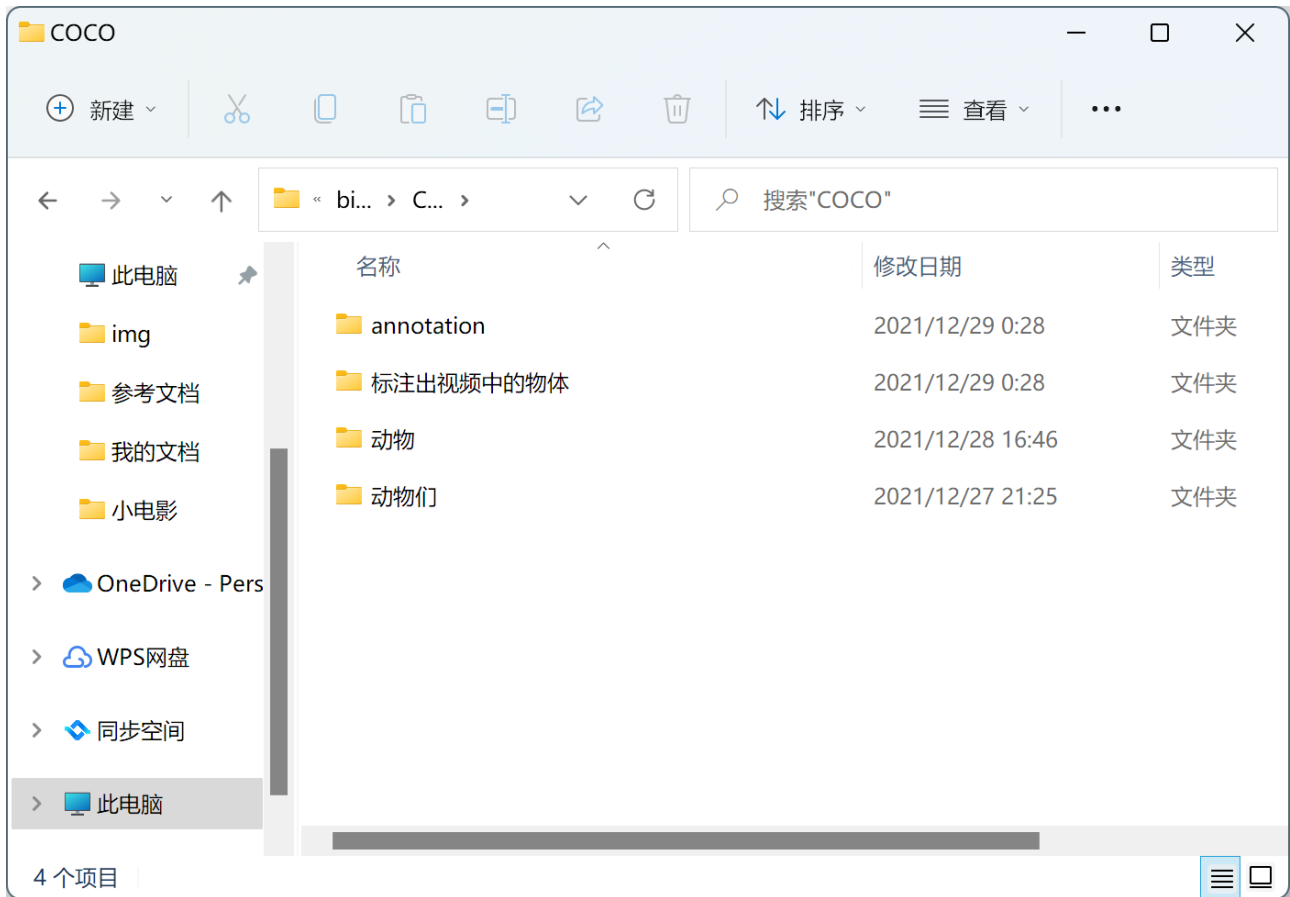 COCO
新建
排序
查看
« bi... › C... ›
搜索"COCO"
名称 修改日期 类型
此电脑
img
参考文档
我的文档
小电影
OneDrive - Pers
WPS网盘
同步空间
此电脑
annotation 2021/12/29 0:28 文件夹
标注出视频中的物体 2021/12/29 0:28 文件夹
动物 2021/12/28 16:46 文件夹
动物们 2021/12/27 21:25 文件夹
4 个项目